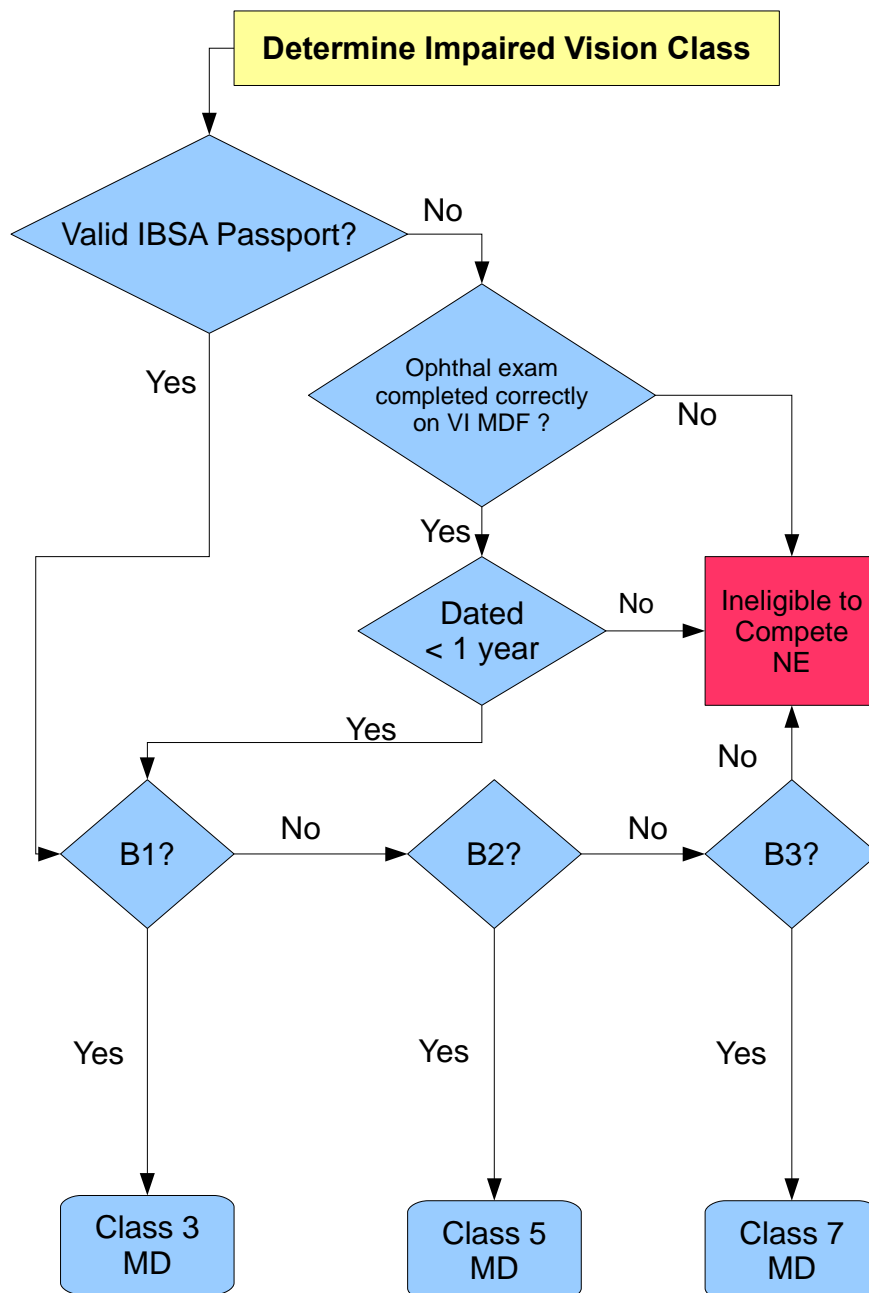 Determine Impaired Vision Class
Valid IBSA Passport?
No
Yes
Ophthal exam
completed correctly
on VI MDF ?
No
Yes
Dated
< 1 year
No
Ineligible to
Compete
NE
Yes
No
B1?
No
B2?
No
B3?
Yes
Yes
Yes
Class 3
MD
Class 5
MD
Class 7
MD